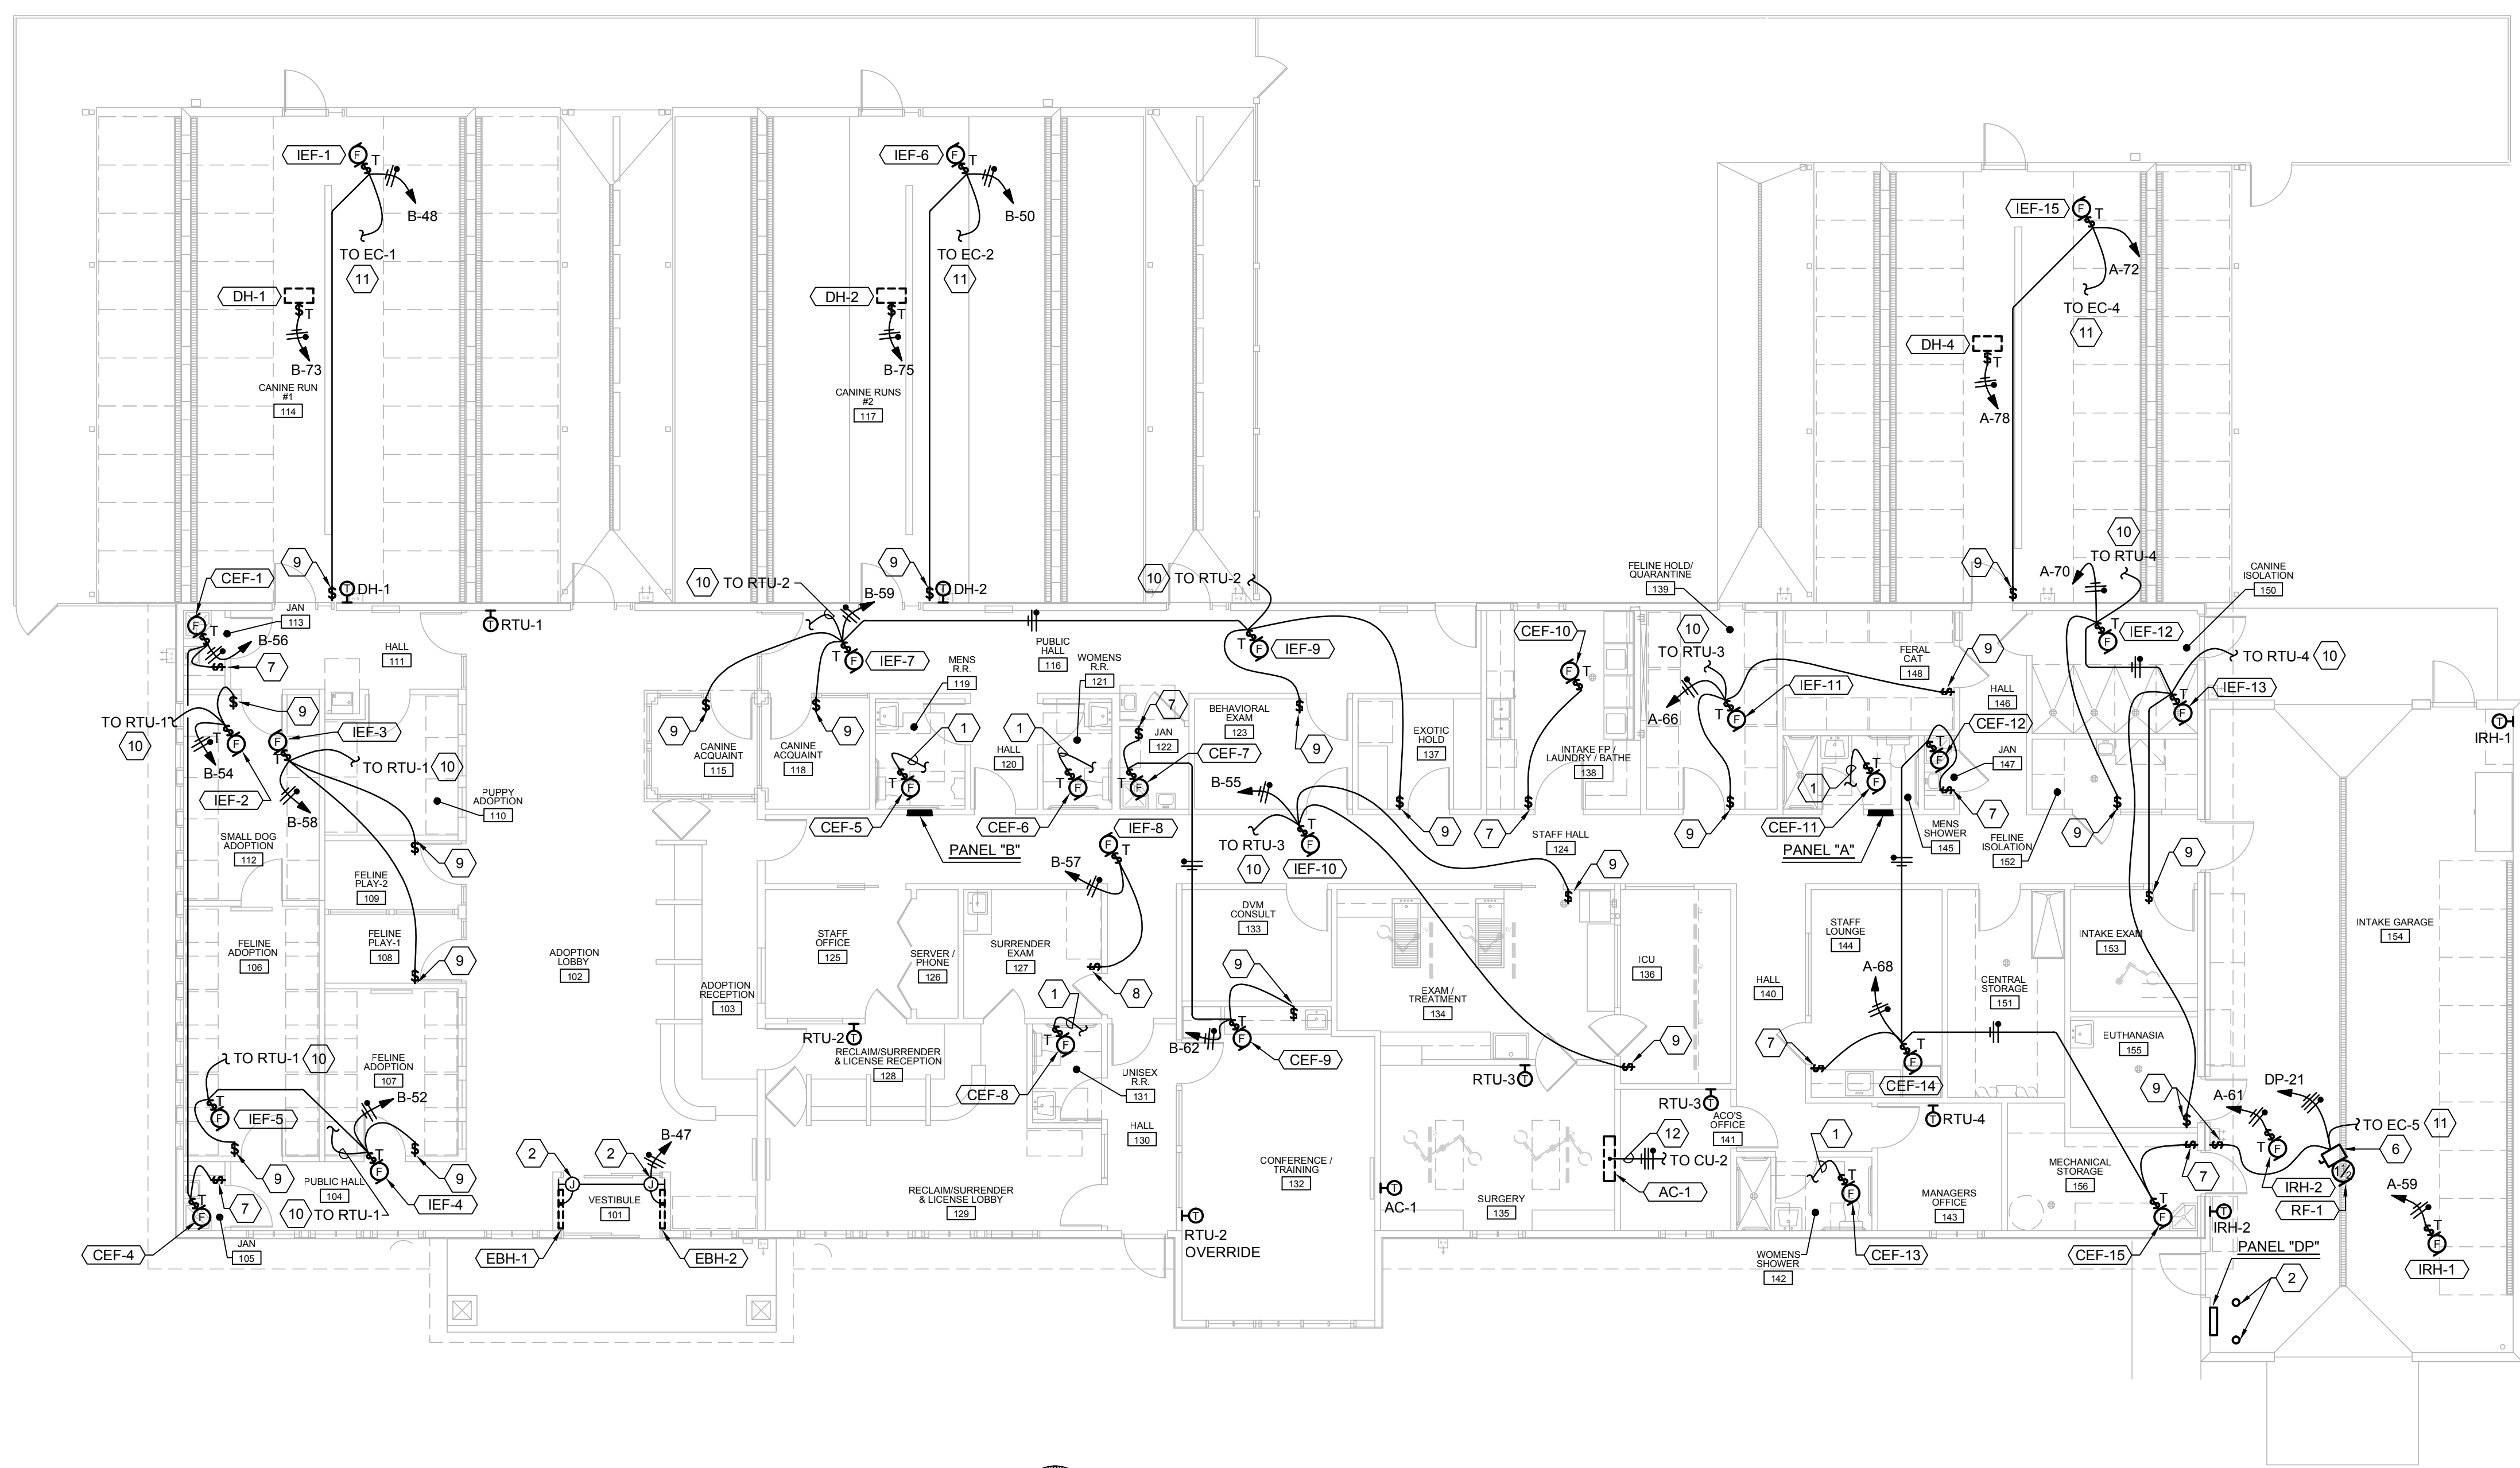 IEF-1
F
T
B-48
TO EC-1
11
DH-1
$
T
B-73
CANINE RUN
#1
114
IEF-6
F
T
B-50
TO EC-2
11
DH-2
$
T
B-75
CANINE RUNS
#2
117
IEF-15
F
T
A-72
TO EC-4
11
DH-4
$
T
A-78
CEF-1
9
$
T
DH-1
10
TO RTU-2
9
$
T
DH-2
B-59
10
TO RTU-2
FELINE HOLD/
QUARANTINE
139
9
$
10
TO RTU-4
A-70
CANINE
ISOLATION
150
JAN
113
F
T
B-56
7
HALL
111
T
RTU-1
F
T
IEF-7
PUBLIC
HALL
116
MENS
R.R.
119
WOMENS
R.R.
121
T
F
IEF-9
CEF-10
F
T
10
TO RTU-3
FERAL
CAT
148
9
T
F
IEF-12
TO RTU-4
10
IEF-13
T
F
T
IRH-1
TO RTU-1
10
T
F
B-54
IEF-2
9
F
T
IEF-3
TO RTU-1
10
B-58
PUPPY
ADOPTION
110
SMALL DOG
ADOPTION
112
9
CANINE
ACQUAINT
115
9
CANINE
ACQUAINT
118
9
1
T
F
CEF-5
PANEL "B"
HALL
120
1
T
F
CEF-6
7
JAN
122
CEF-7
T
F
BEHAVIORAL
EXAM
123
9
B-55
EXOTIC
HOLD
137
9
7
INTAKE FP /
LAUNDRY / BATHE
138
A-66
T
F
IEF-11
9
HALL
146
CEF-12
T
F
JAN
147
7
1
T
F
CEF-11
PANEL "A"
MENS
SHOWER
145
FELINE
ISOLATION
152
9
FELINE
PLAY-2
109
9
FELINE
PLAY-1
108
9
FELINE
ADOPTION
106
ADOPTION
LOBBY
102
ADOPTION
RECEPTION
103
STAFF
OFFICE
125
SERVER /
PHONE
126
SURRENDER
EXAM
127
IEF-8
F
T
B-57
8
1
T
F
CEF-8
UNISEX
R.R.
131
TO RTU-3
10
T
F
IEF-10
STAFF HALL
124
9
DVM
CONSULT
133
9
T
F
B-62
CEF-9
EXAM /
TREATMENT
134
ICU
136
9
RTU-3
T
STAFF
LOUNGE
144
A-68
HALL
140
7
T
F
CEF-14
CENTRAL
STORAGE
151
INTAKE EXAM
153
9
INTAKE GARAGE
154
EUTHANASIA
155
TO RTU-1
10
FELINE
ADOPTION
107
B-52
T
F
IEF-5
9
T
F
IEF-4
9
PUBLIC HALL
104
10
TO RTU-1
7
T
F
CEF-4
JAN
105
2
J
2
J
B-47
VESTIBULE
101
EBH-1
EBH-2
RTU-2
T
RECLAIM/SURRENDER
& LICENSE RECEPTION
128
RECLAIM/SURRENDER
& LICENSE LOBBY
129
HALL
130
T
RTU-2
OVERRIDE
CONFERENCE /
TRAINING
132
T
AC-1
SURGERY
135
12
TO CU-2
AC-1
RTU-3
T
ACO'S
OFFICE
141
1
T
F
CEF-13
WOMENS
SHOWER
142
T
RTU-4
MANAGERS
OFFICE
143
MECHANICAL
STORAGE
156
T
F
CEF-15
9
7
A-61
T
F
IRH-2
DP-21
TO EC-5
11
6
1½
RF-1
T
IRH-2
A-59
T
F
IRH-1
PANEL "DP"
2